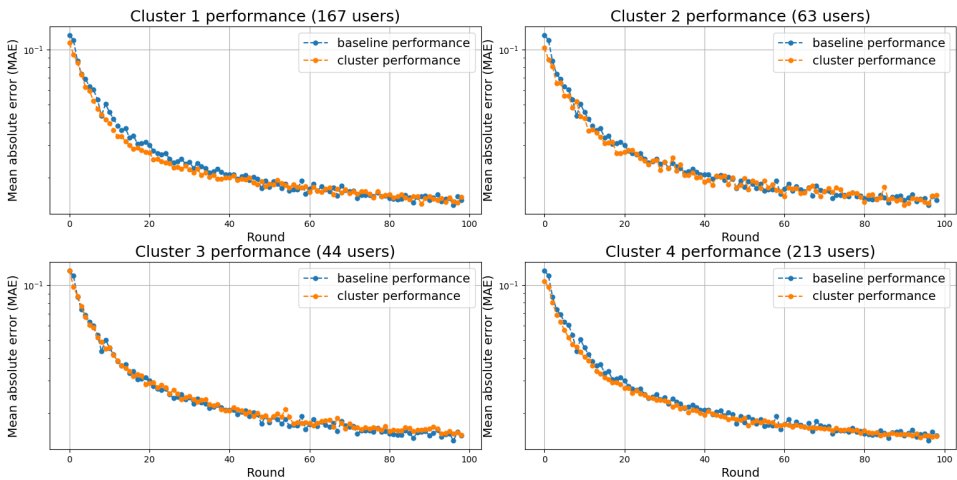 Cluster 1 performance (167 users)
Mean absolute error (MAE)
10⁻¹
baseline performance
cluster performance
0 20 40 60 80 100
Round
Cluster 2 performance (63 users)
Mean absolute error (MAE)
10⁻¹
baseline performance
cluster performance
0 20 40 60 80 100
Round
Cluster 3 performance (44 users)
Mean absolute error (MAE)
10⁻¹
baseline performance
cluster performance
0 20 40 60 80 100
Round
Cluster 4 performance (213 users)
Mean absolute error (MAE)
10⁻¹
baseline performance
cluster performance
0 20 40 60 80 100
Round